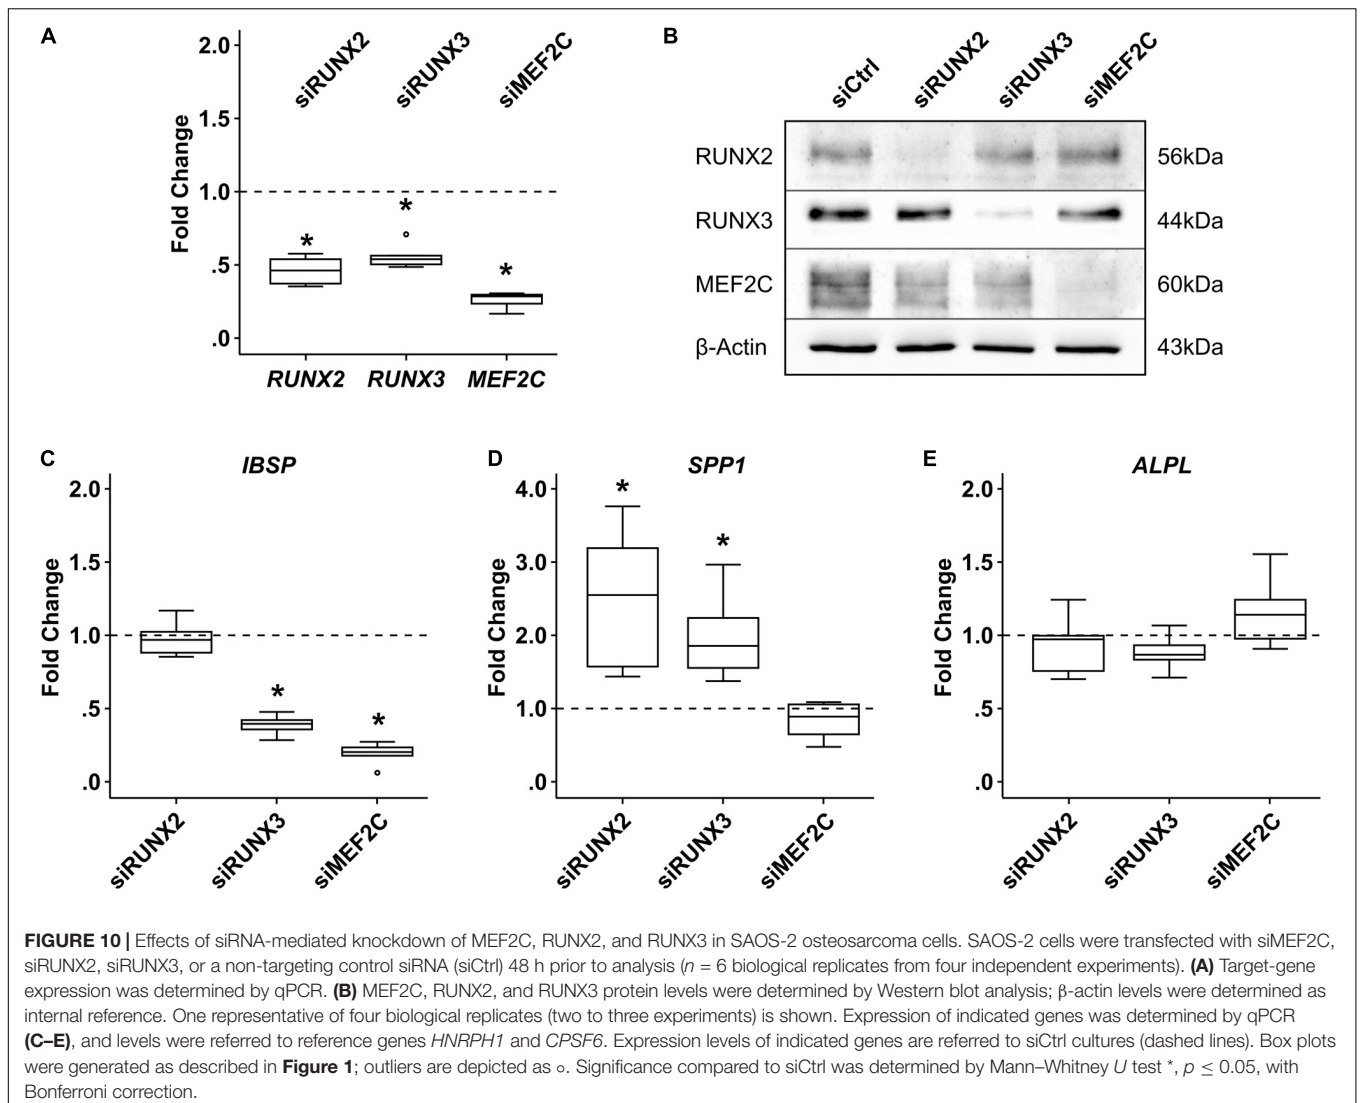 A
siRUNX2 siRUNX3 siMEF2C
2.0
1.5
1.0
.5
.0
Fold Change
* * *
RUNX2 RUNX3 MEF2C
B
siCtrl siRUNX2 siRUNX3 siMEF2C
RUNX2 56kDa
RUNX3 44kDa
MEF2C 60kDa
β-Actin 43kDa
C
IBSP
2.0
1.5
1.0
.5
.0
Fold Change
* *
siRUNX2 siRUNX3 siMEF2C
D
SPP1
4.0
3.0
2.0
1.0
.0
Fold Change
* *
siRUNX2 siRUNX3 siMEF2C
E
ALPL
2.0
1.5
1.0
.5
.0
Fold Change
siRUNX2 siRUNX3 siMEF2C
FIGURE 10 | Effects of siRNA-mediated knockdown of MEF2C, RUNX2, and RUNX3 in SAOS-2 osteosarcoma cells. SAOS-2 cells were transfected with siMEF2C,
siRUNX2, siRUNX3, or a non-targeting control siRNA (siCtrl) 48 h prior to analysis (n = 6 biological replicates from four independent experiments). (A) Target-gene
expression was determined by qPCR. (B) MEF2C, RUNX2, and RUNX3 protein levels were determined by Western blot analysis; β-actin levels were determined as
internal reference. One representative of four biological replicates (two to three experiments) is shown. Expression of indicated genes was determined by qPCR
(C–E), and levels were referred to reference genes HNRPH1 and CPSF6. Expression levels of indicated genes are referred to siCtrl cultures (dashed lines). Box plots
were generated as described in Figure 1; outliers are depicted as ∘. Significance compared to siCtrl was determined by Mann–Whitney U test *, p ≤ 0.05, with
Bonferroni correction.